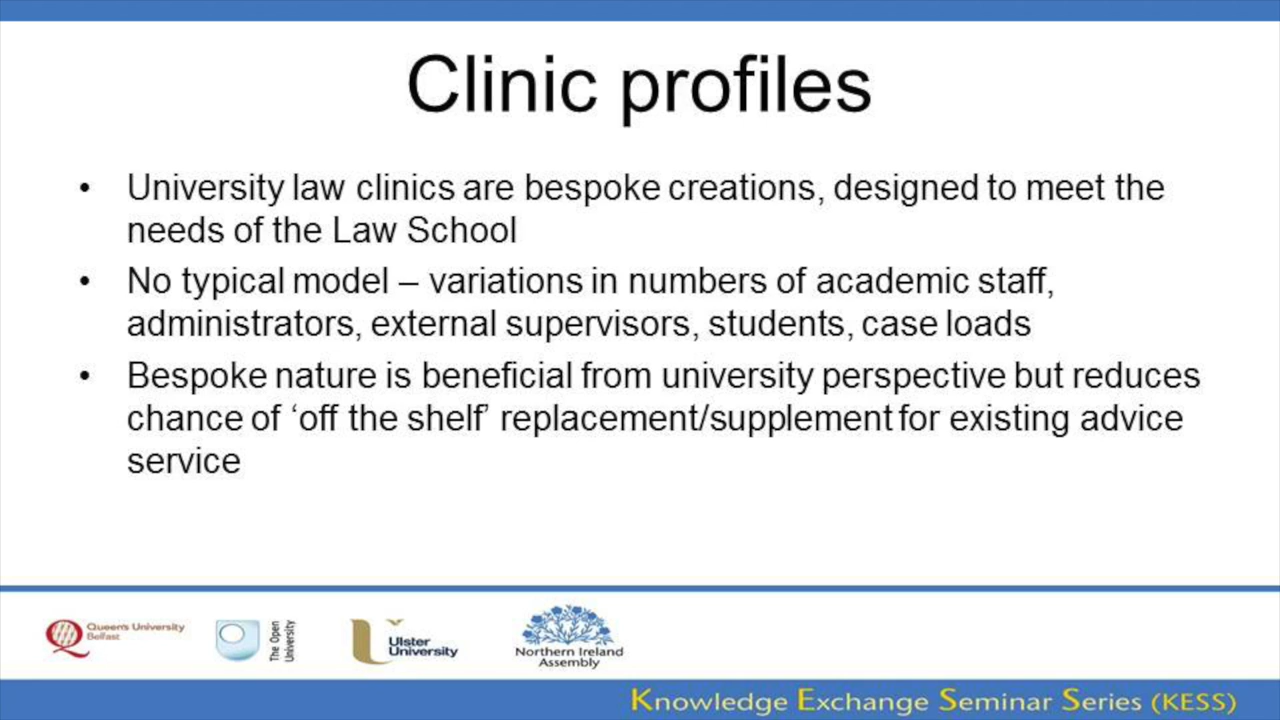 Clinic profiles
• University law clinics are bespoke creations, designed to meet the
needs of the Law School
• No typical model – variations in numbers of academic staff,
administrators, external supervisors, students, case loads
• Bespoke nature is beneficial from university perspective but reduces
chance of ‘off the shelf’ replacement/supplement for existing advice
service
Queen's University
Belfast
The Open
University
Ulster
University
Northern Ireland
Assembly
Knowledge Exchange Seminar Series (KESS)